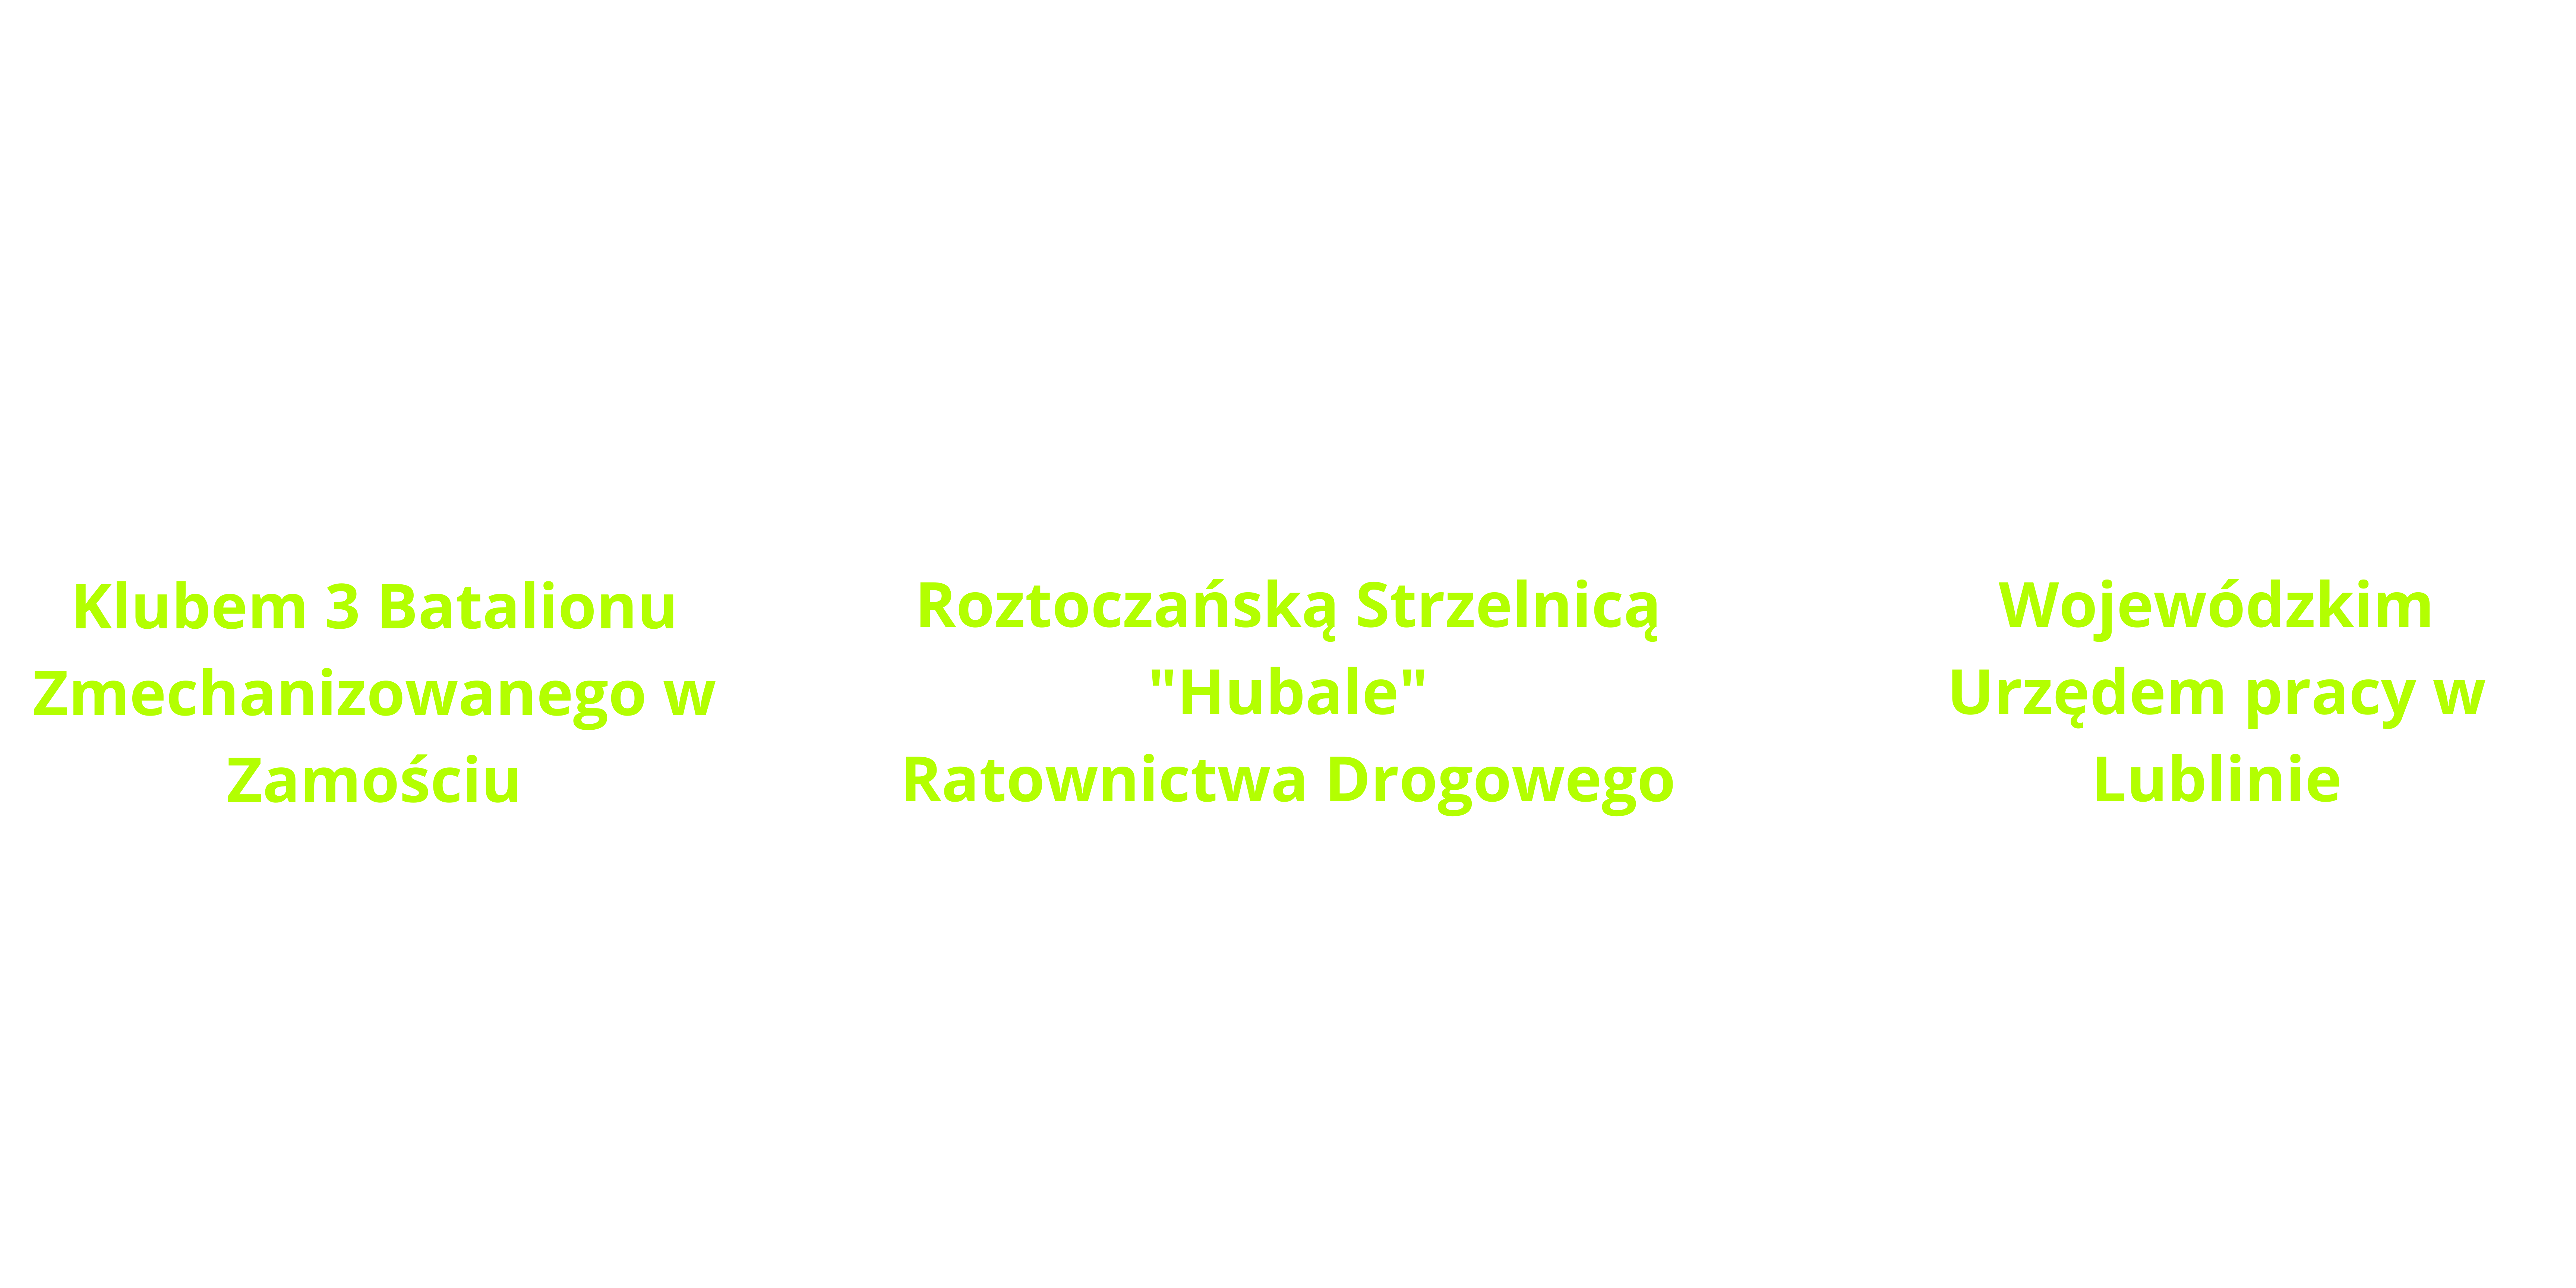 Klubem 3 Batalionu
Zmechanizowanego w
Zamościu
Roztoczańską Strzelnicą
"Hubale"
Ratownictwa Drogowego
Wojewódzkim
Urzędem pracy w
Lublinie